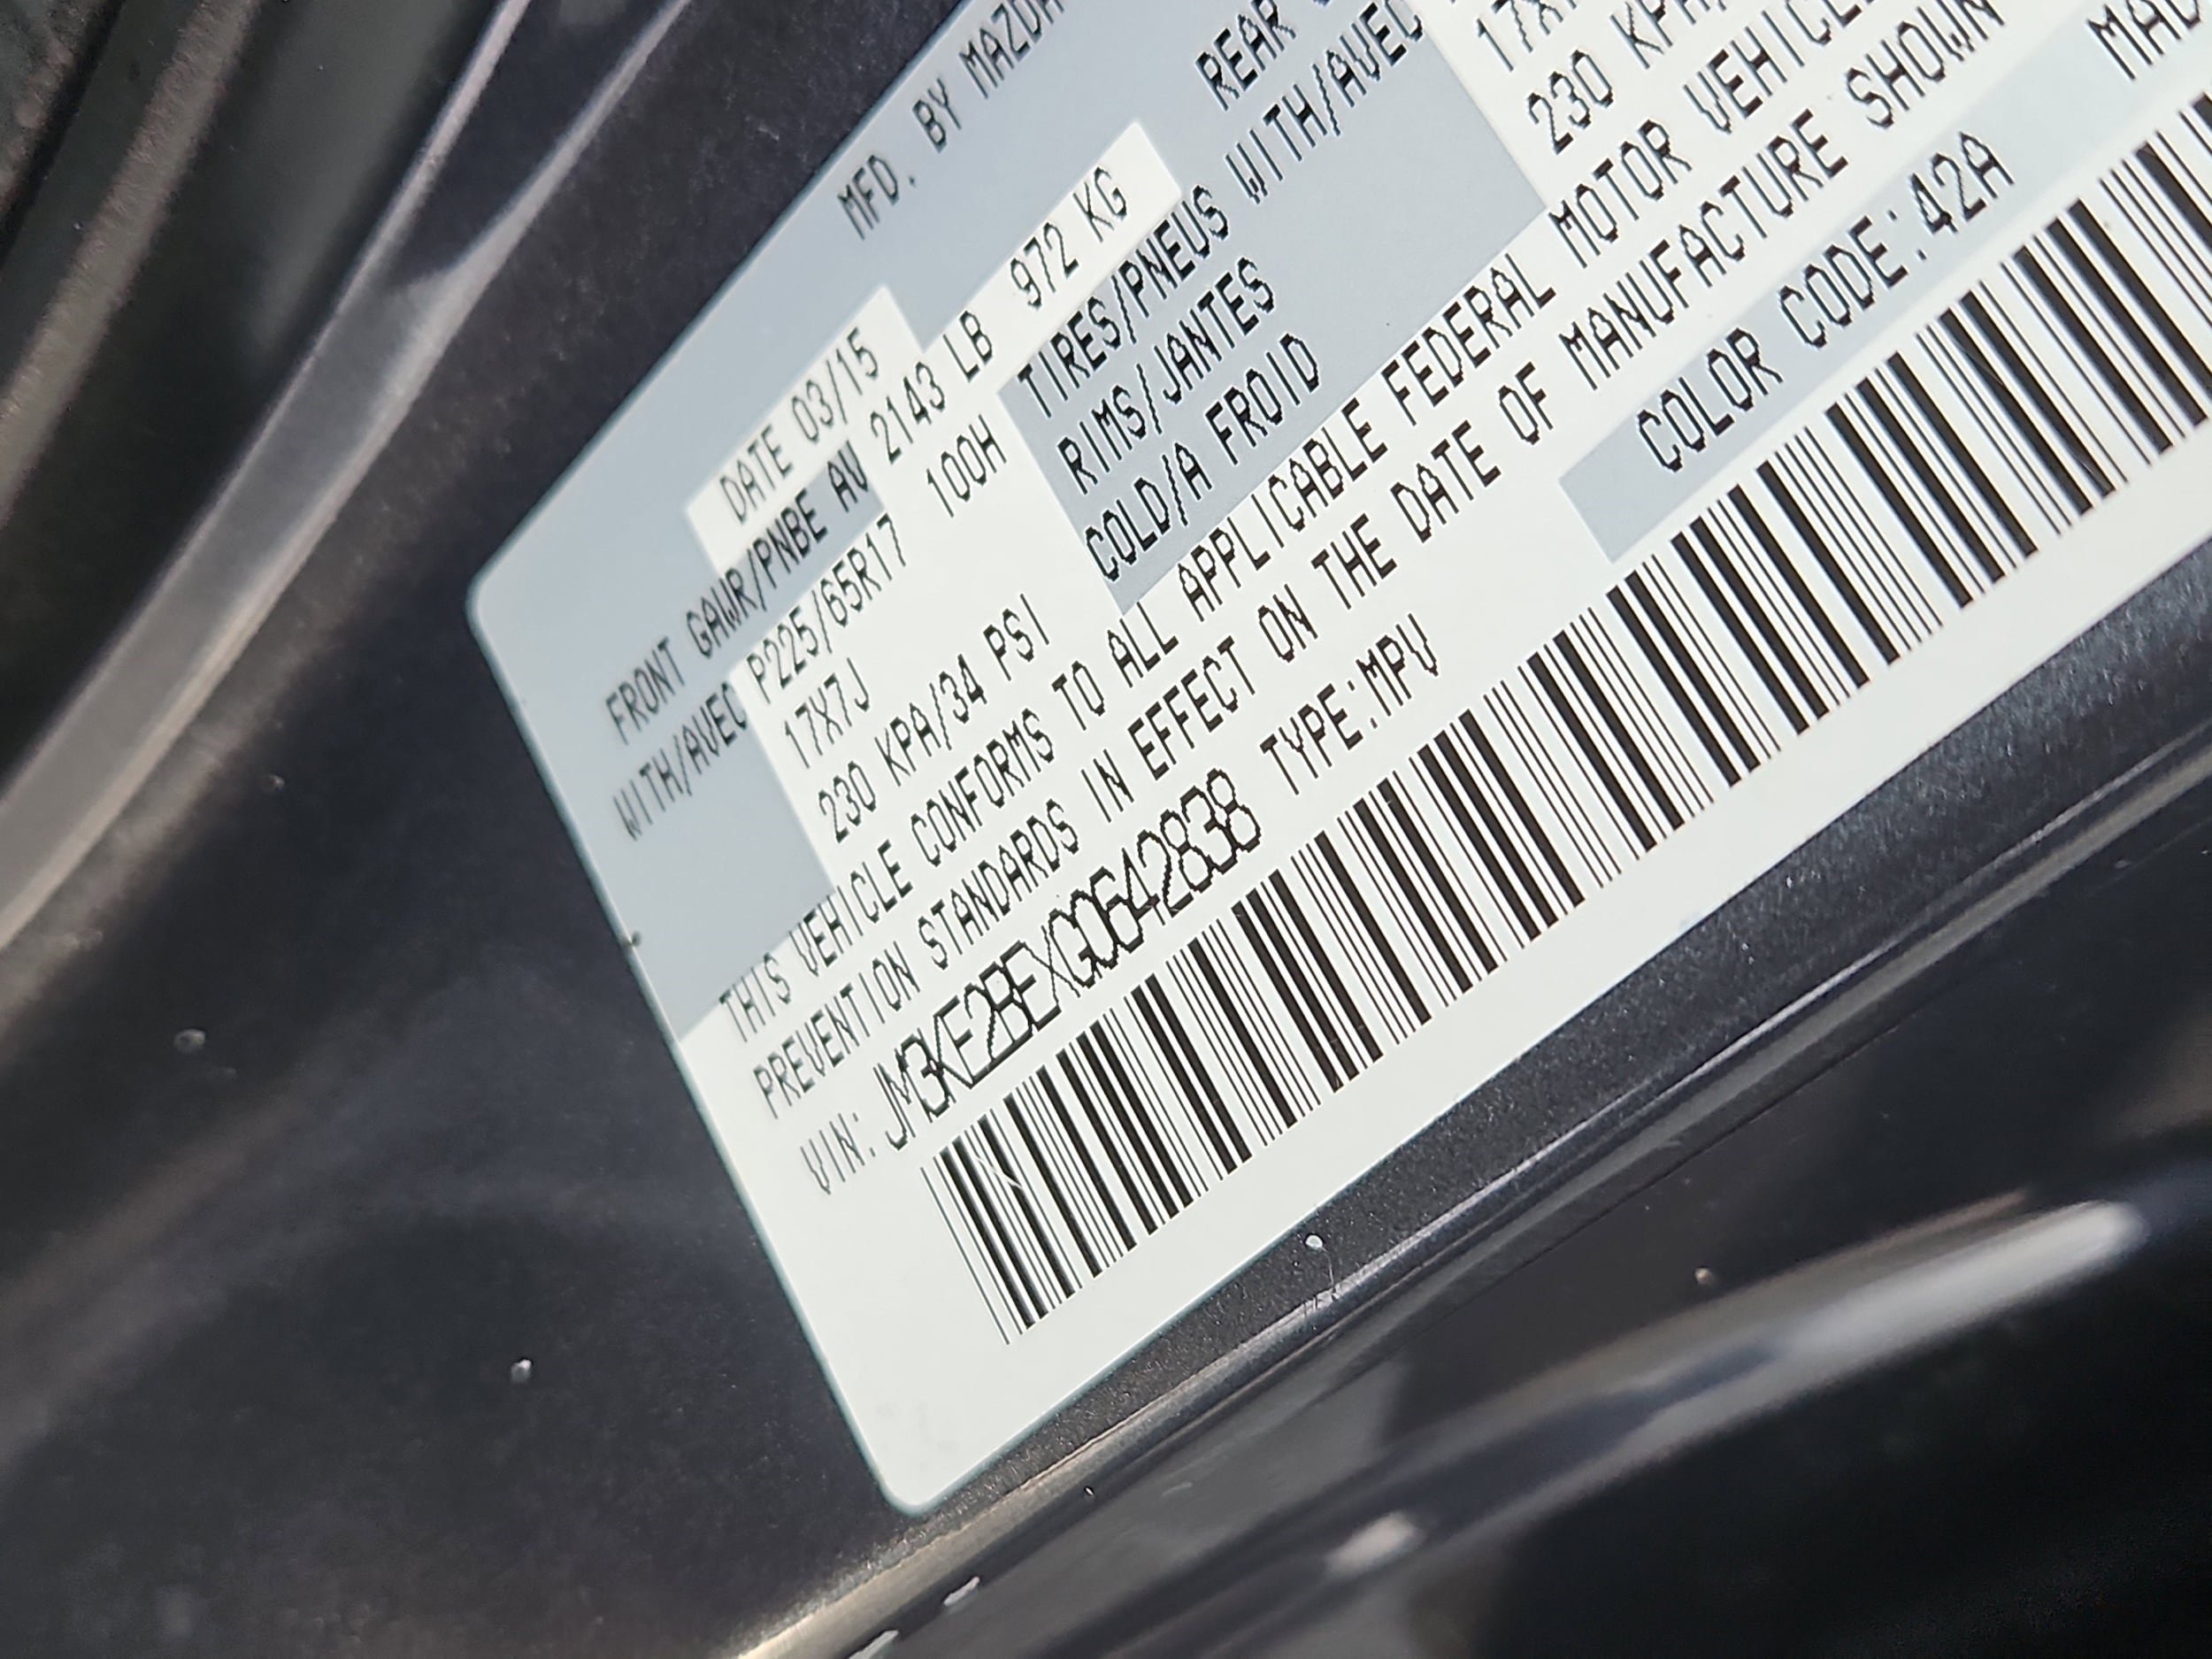 MFD. BY MAZDA
DATE 03/15
FRONT GAWR/PNBE AV 2143 LB 972 KG REAR
WITH/AVEC P225/65R17 100H TIRES/PNEUS WITH/AVEC
17X7J RIMS/JANTES
230 KPA/34 PSI COLD/A FROID 230
THIS VEHICLE CONFORMS TO ALL APPLICABLE FEDERAL MOTOR
PREVENTION STANDARDS IN EFFECT ON THE DATE OF MANUFACTURE SHOWN
VIN: JM3KE2BEXG0642838 TYPE:MPV COLOR CODE:42A